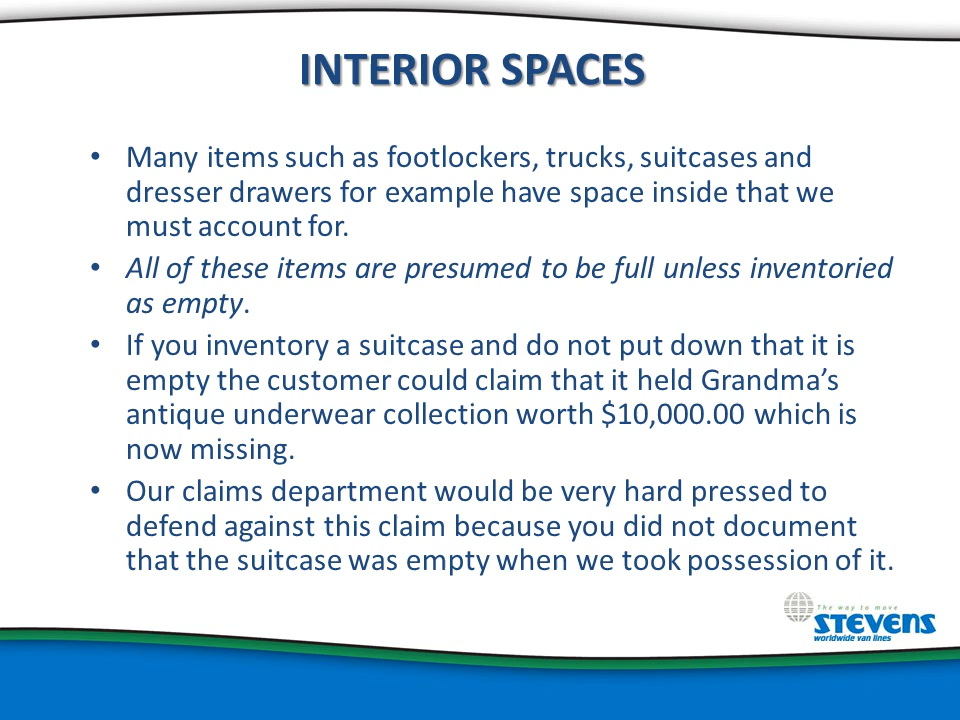 INTERIOR SPACES
• Many items such as footlockers, trucks, suitcases and
dresser drawers for example have space inside that we
must account for.
• All of these items are presumed to be full unless inventoried
as empty.
• If you inventory a suitcase and do not put down that it is
empty the customer could claim that it held Grandma’s
antique underwear collection worth $10,000.00 which is
now missing.
• Our claims department would be very hard pressed to
defend against this claim because you did not document
that the suitcase was empty when we took possession of it.
The way to move
STEVENS
worldwide van lines